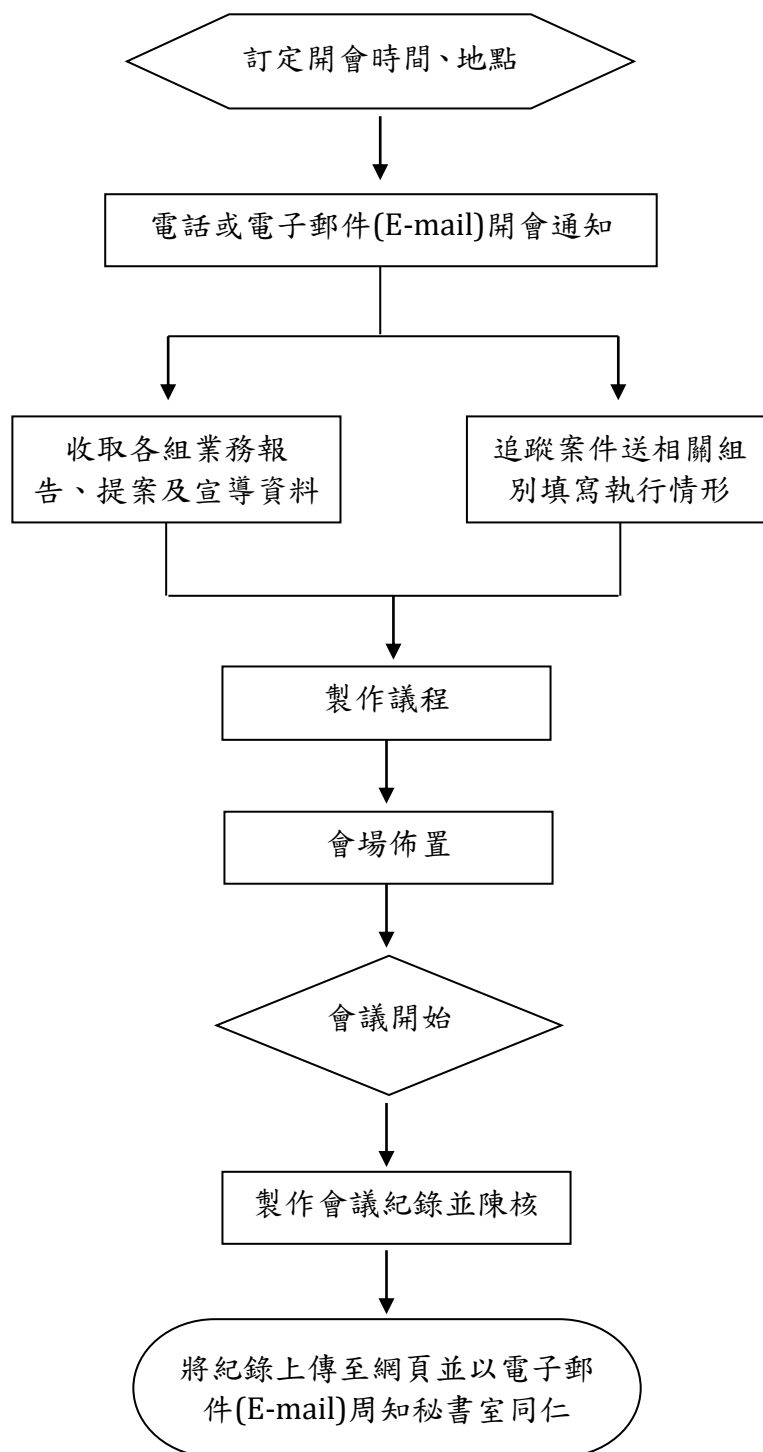 訂定開會時間、地點
電話或電子郵件(E-mail)開會通知
收取各組業務報
告、提案及宣導資料
追蹤案件送相關組
別填寫執行情形
製作議程
會場佈置
會議開始
製作會議紀錄並陳核
將紀錄上傳至網頁並以電子郵
件(E-mail)周知秘書室同仁